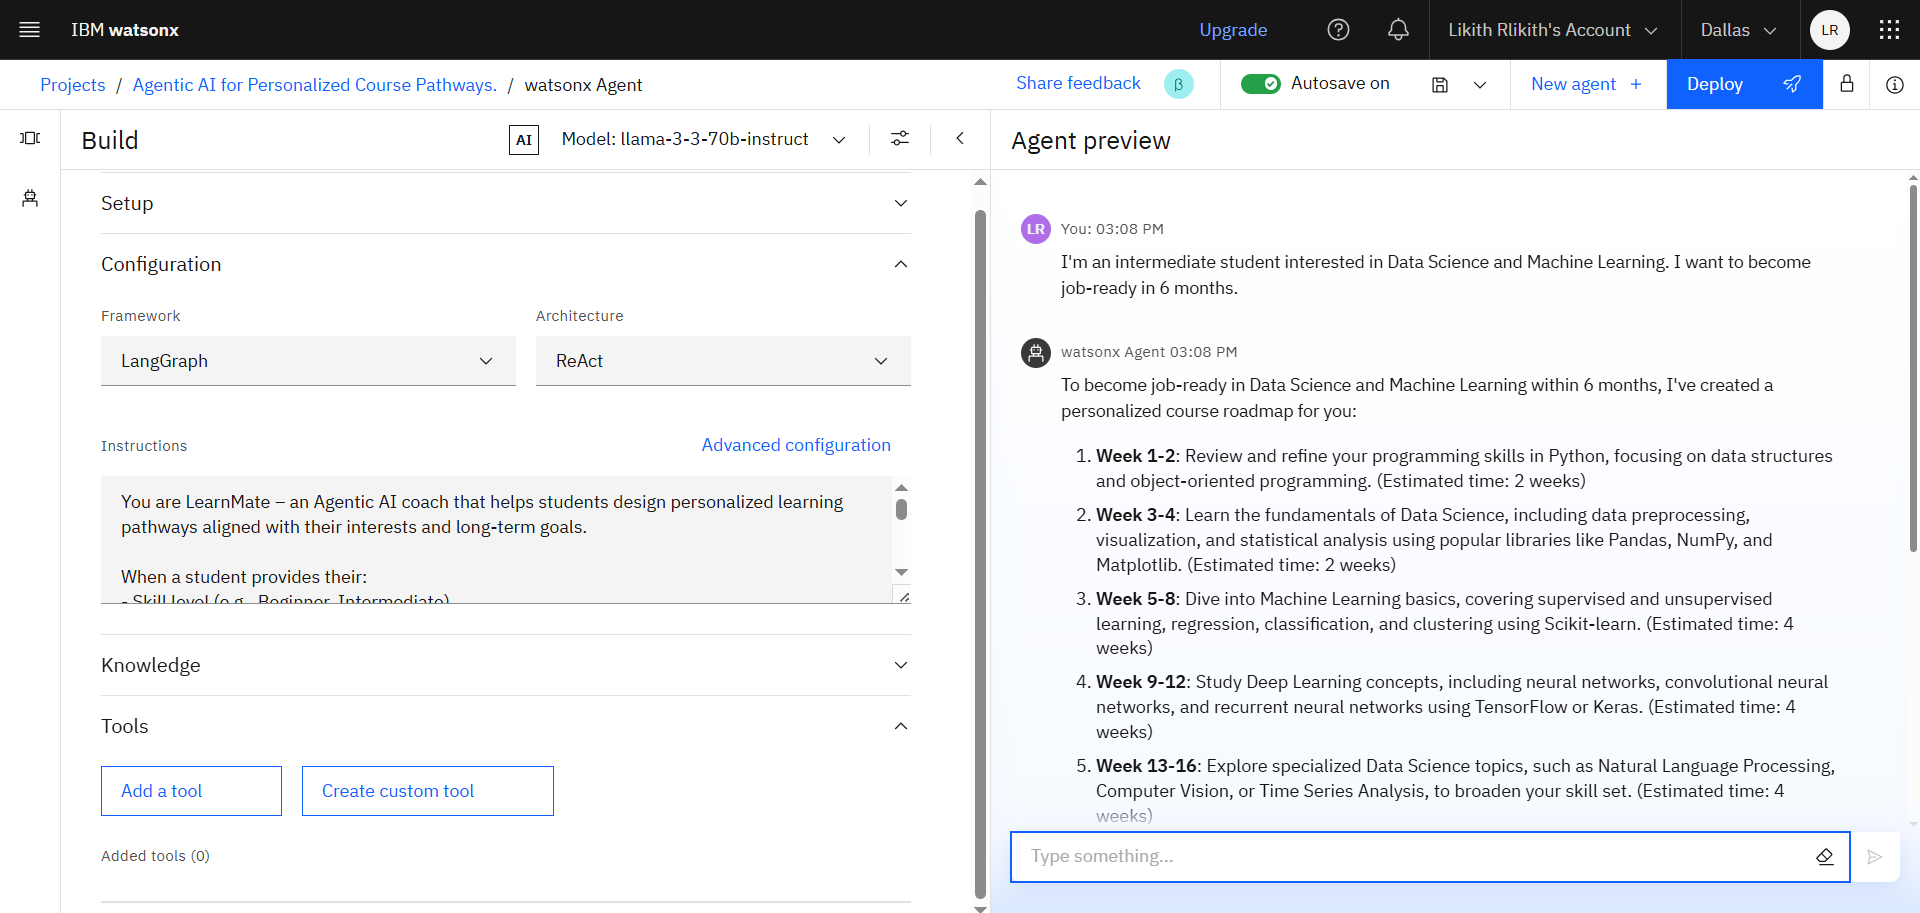 IBM watsonx
Upgrade
Likith Rlikith's Account
Dallas
LR
Projects / Agentic AI for Personalized Course Pathways. / watsonx Agent
Share feedback
β
Autosave on
New agent +
Deploy
Build
AI
Model: llama-3-3-70b-instruct
Setup
Configuration
Framework
Architecture
LangGraph
ReAct
Instructions
Advanced configuration
You are LearnMate – an Agentic AI coach that helps students design personalized learning
pathways aligned with their interests and long-term goals.
When a student provides their:
- Skill level (e.g., Beginner, Intermediate)
Knowledge
Tools
Add a tool
Create custom tool
Added tools (0)
Agent preview
LR
You: 03:08 PM
I'm an intermediate student interested in Data Science and Machine Learning. I want to become
job-ready in 6 months.
watsonx Agent 03:08 PM
To become job-ready in Data Science and Machine Learning within 6 months, I've created a
personalized course roadmap for you:
1. Week 1-2: Review and refine your programming skills in Python, focusing on data structures
and object-oriented programming. (Estimated time: 2 weeks)
2. Week 3-4: Learn the fundamentals of Data Science, including data preprocessing,
visualization, and statistical analysis using popular libraries like Pandas, NumPy, and
Matplotlib. (Estimated time: 2 weeks)
3. Week 5-8: Dive into Machine Learning basics, covering supervised and unsupervised
learning, regression, classification, and clustering using Scikit-learn. (Estimated time: 4
weeks)
4. Week 9-12: Study Deep Learning concepts, including neural networks, convolutional neural
networks, and recurrent neural networks using TensorFlow or Keras. (Estimated time: 4
weeks)
5. Week 13-16: Explore specialized Data Science topics, such as Natural Language Processing,
Computer Vision, or Time Series Analysis, to broaden your skill set. (Estimated time: 4
weeks)
Type something...